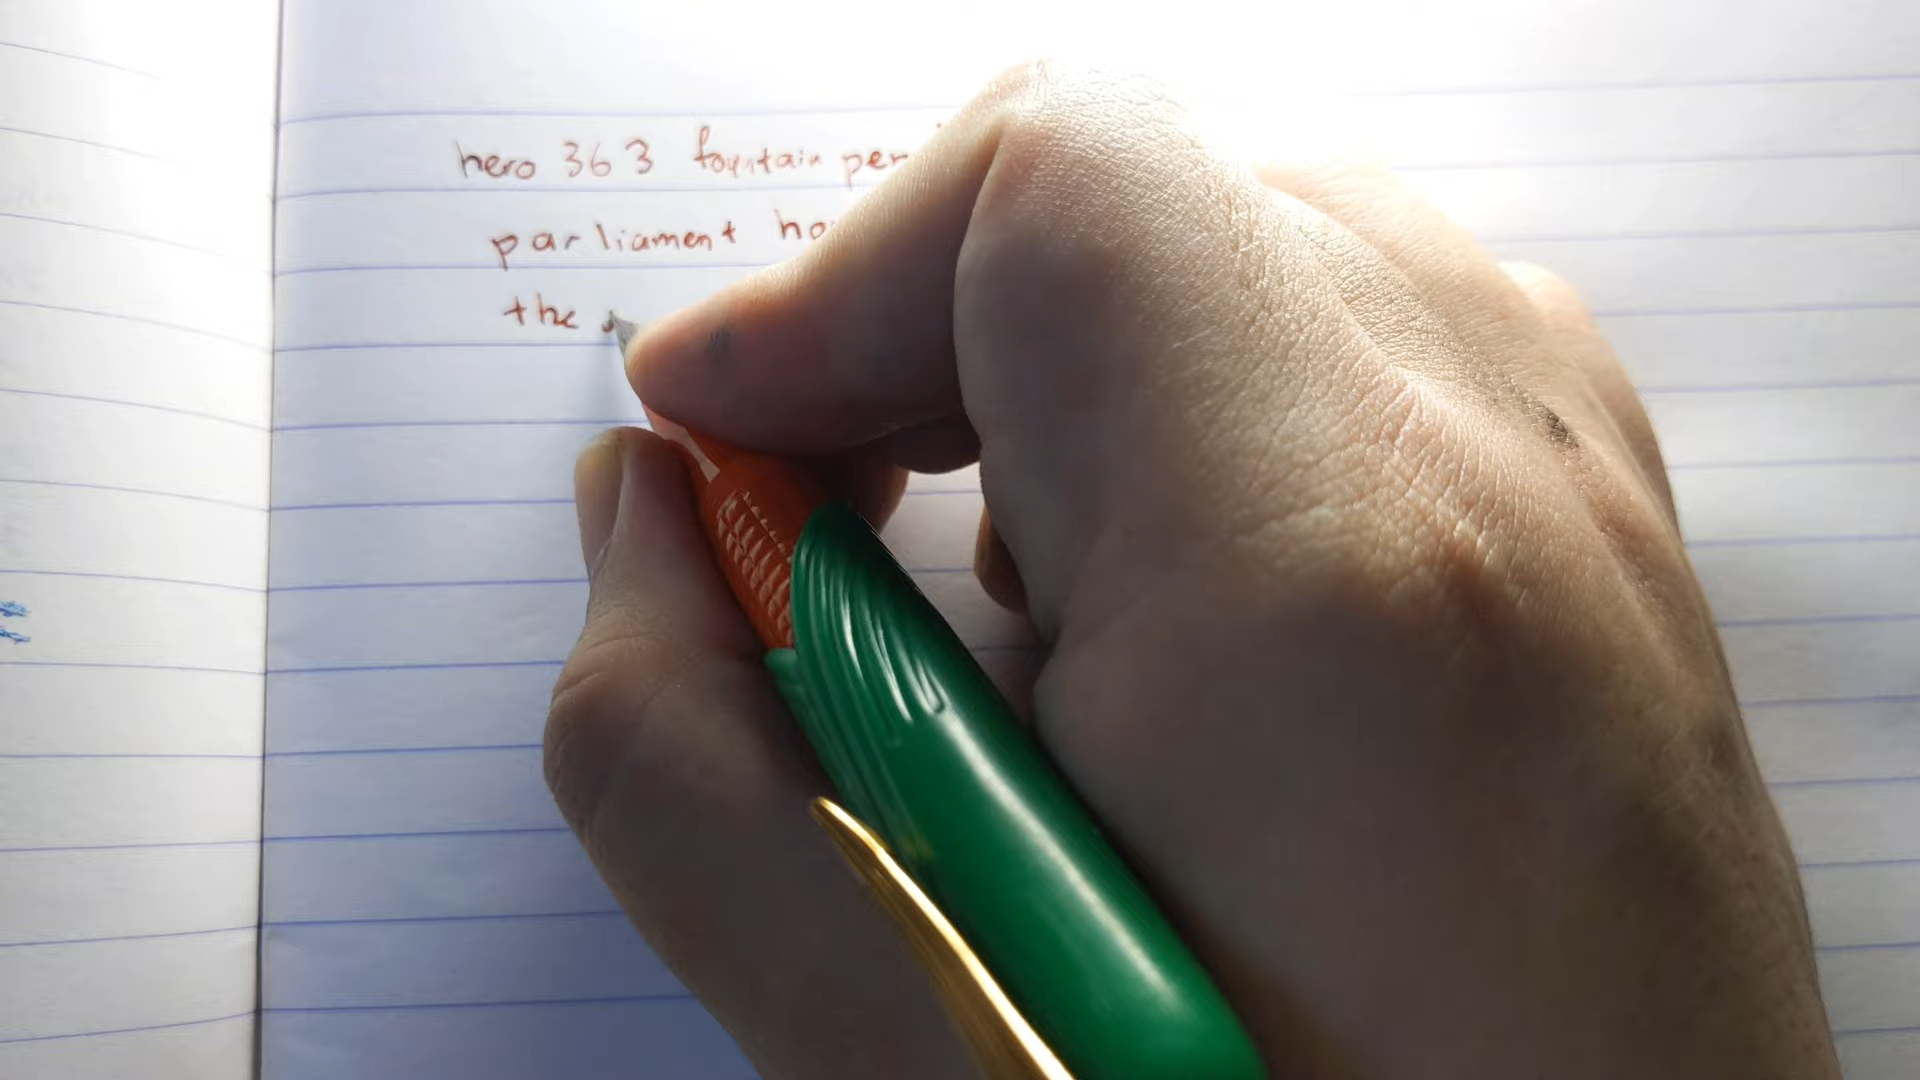 hero 363 fountain pen
parliament
the